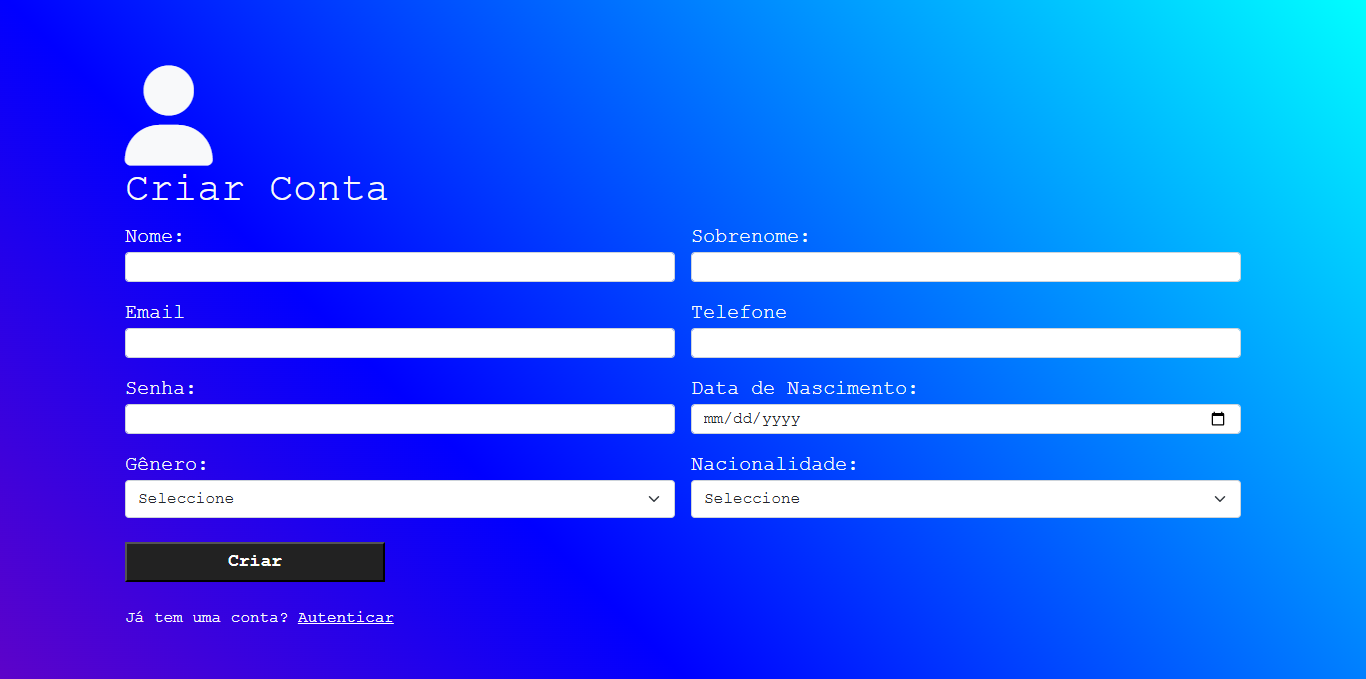 Criar Conta
Nome:
Sobrenome:
Email
Telefone
Senha:
Data de Nascimento:
mm/dd/yyyy
Gênero:
Nacionalidade:
Seleccione
Seleccione
Criar
Já tem uma conta? Autenticar